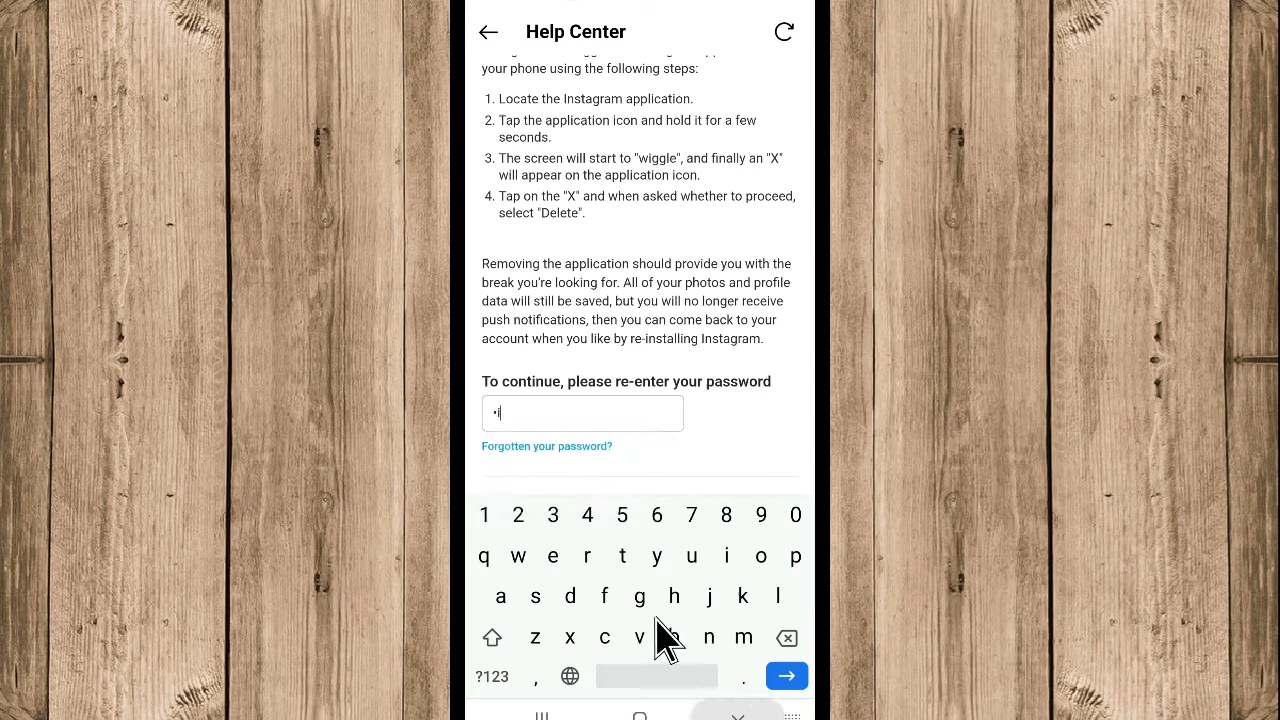 Help Center
your phone using the following steps:
1. Locate the Instagram application.
2. Tap the application icon and hold it for a few
seconds.
3. The screen will start to "wiggle", and finally an "X"
will appear on the application icon.
4. Tap on the "X" and when asked whether to proceed,
select "Delete".
Removing the application should provide you with the
break you're looking for. All of your photos and profile
data will still be saved, but you will no longer receive
push notifications, then you can come back to your
account when you like by re-installing Instagram.
To continue, please re-enter your password
•i
Forgotten your password?
1 2 3 4 5 6 7 8 9 0
q w e r t y u i o p
a s d f g h j k l
z x c v b n m
?123 , .